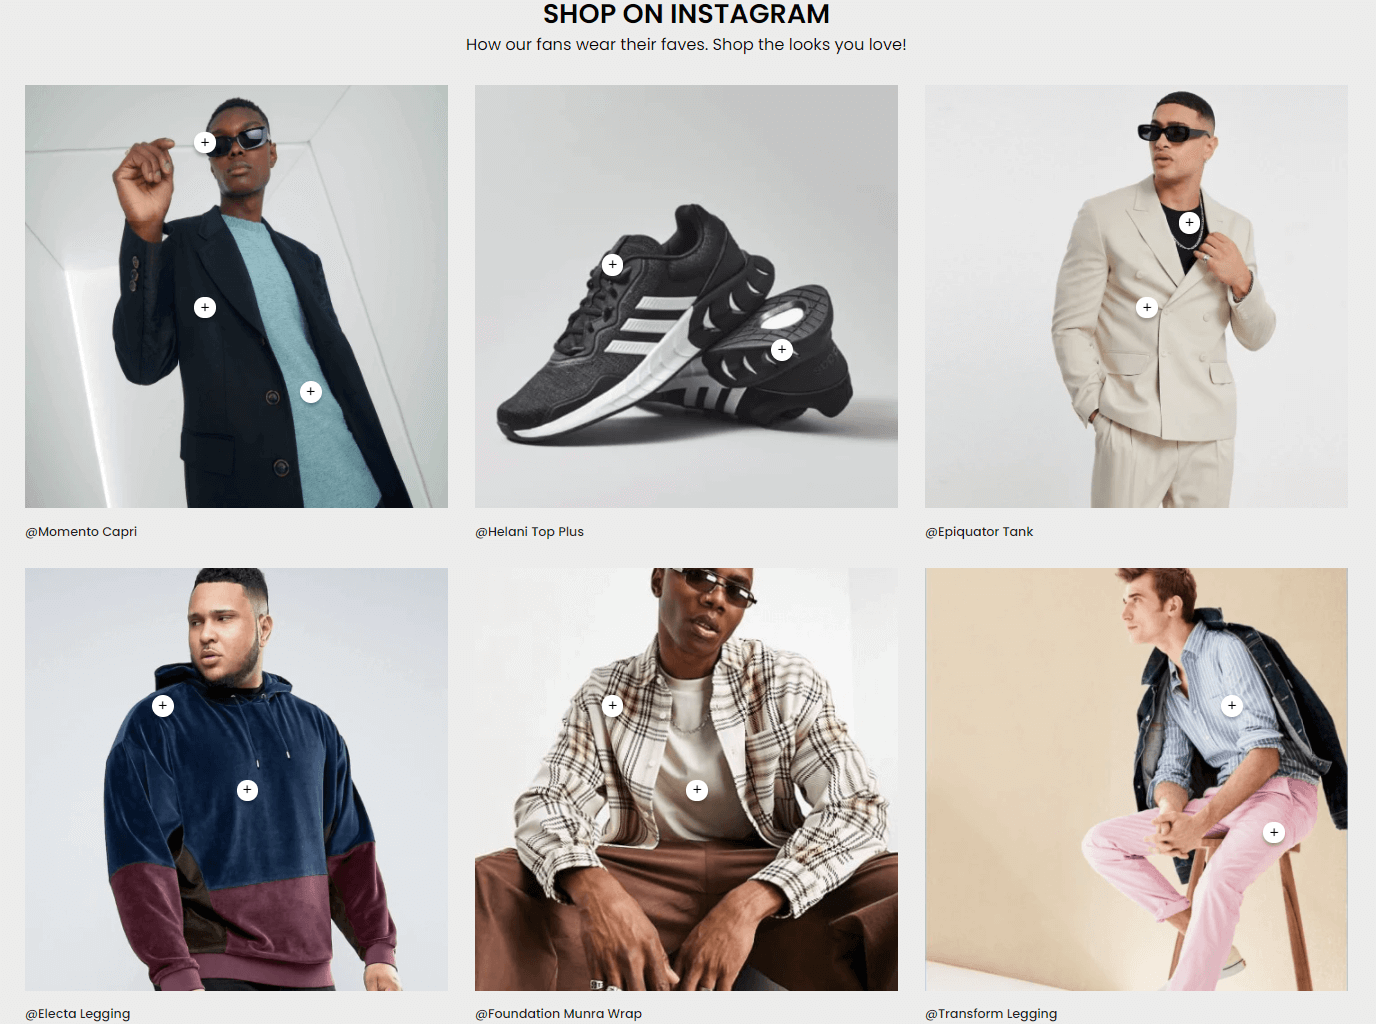 SHOP ON INSTAGRAM
How our fans wear their faves. Shop the looks you love!
@Momento Capri
@Helani Top Plus
@Epiquator Tank
@Electa Legging
@Foundation Munra Wrap
@Transform Legging